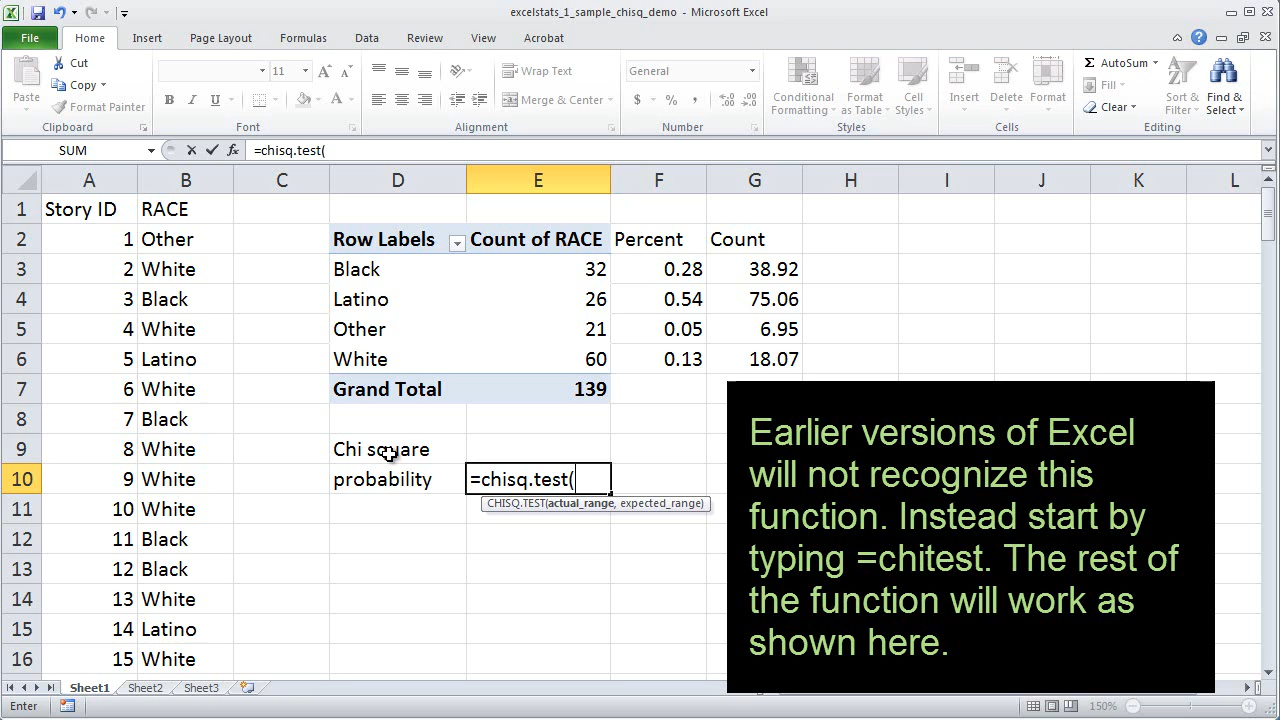 excelstats_1_sample_chisq_demo - Microsoft Excel
File Home Insert Page Layout Formulas Data Review View Acrobat
Paste
Cut
Copy
Format Painter
Clipboard
11 A A
B I U A
Font
Wrap Text
Merge & Center
Alignment
General
$ % , .00 .00
Number
Conditional Formatting
Format as Table
Cell Styles
Styles
Insert Delete Format
Cells
Σ AutoSum
Fill
Clear
Sort & Filter
Find & Select
Editing
SUM fx =chisq.test(
A B C D E F G H I J K L
1 Story ID RACE
2 1 Other Row Labels Count of RACE Percent Count
3 2 White Black 32 0.28 38.92
4 3 Black Latino 26 0.54 75.06
5 4 White Other 21 0.05 6.95
6 5 Latino White 60 0.13 18.07
7 6 White Grand Total 139
8 7 Black
9 8 White Chi square
10 9 White probability =chisq.test(
CHISQ.TEST(actual_range, expected_range)
11 10 White
12 11 Black
13 12 Black
14 13 White
15 14 Latino
16 15 White
Earlier versions of Excel
will not recognize this
function. Instead start by
typing =chitest. The rest of
the function will work as
shown here.
Sheet1 Sheet2 Sheet3
Enter 150%